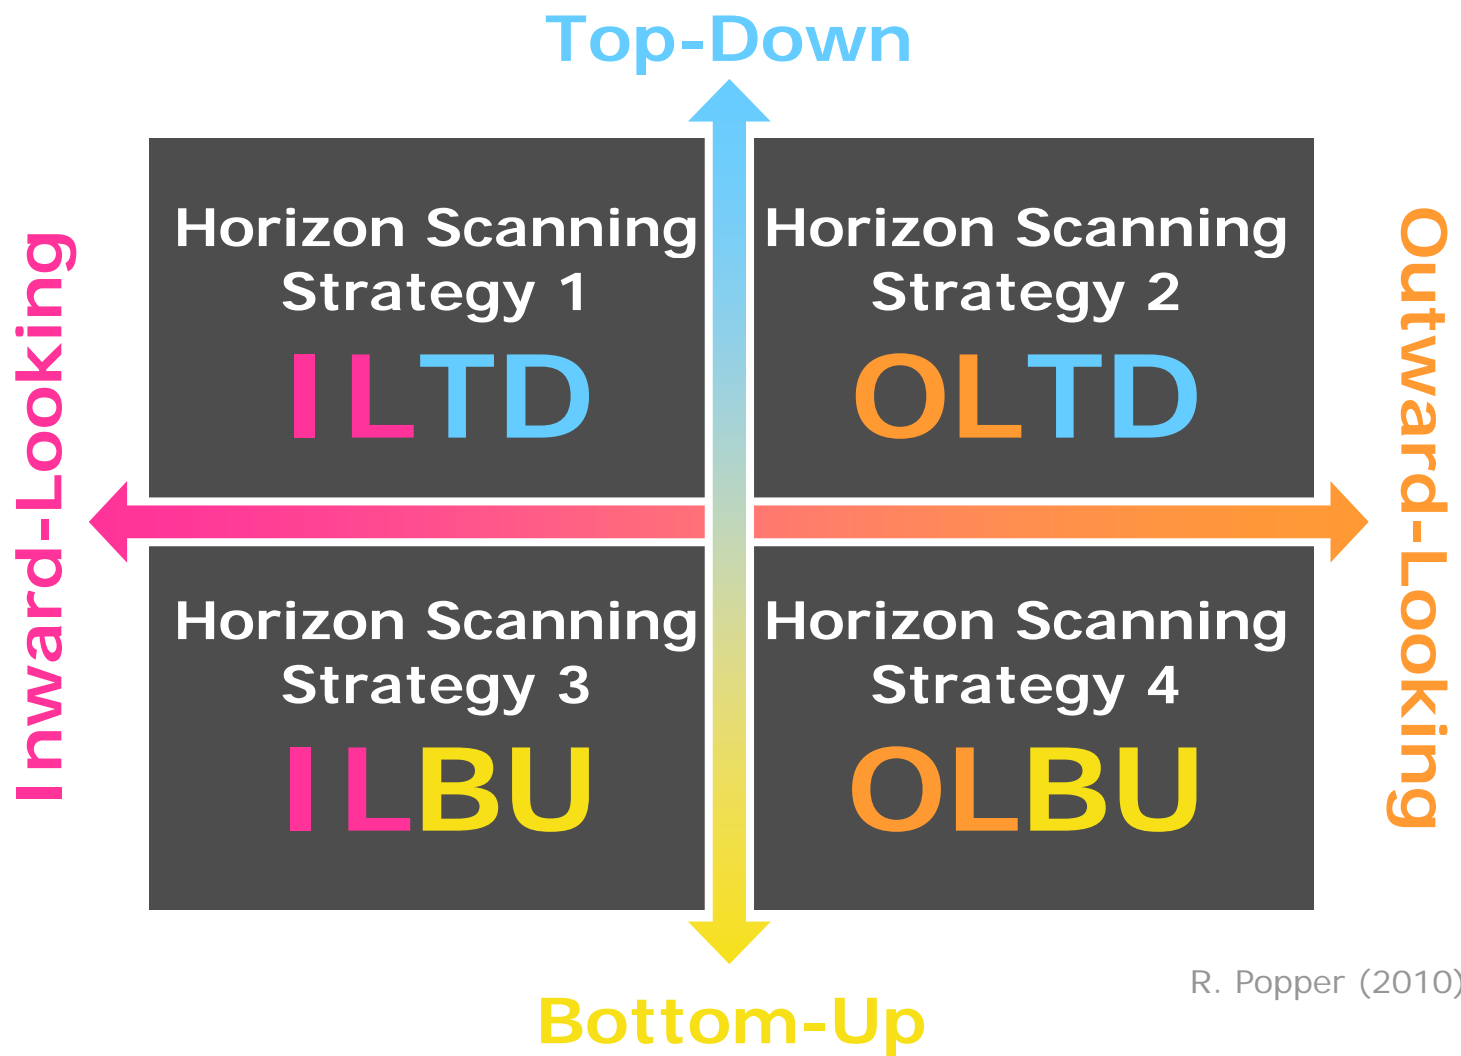 Top-Down
Inward-Looking
Horizon Scanning
Strategy 1
ILTD
Horizon Scanning
Strategy 2
OLTD
Outward-Looking
Horizon Scanning
Strategy 3
ILBU
Horizon Scanning
Strategy 4
OLBU
R. Popper (2010)
Bottom-Up